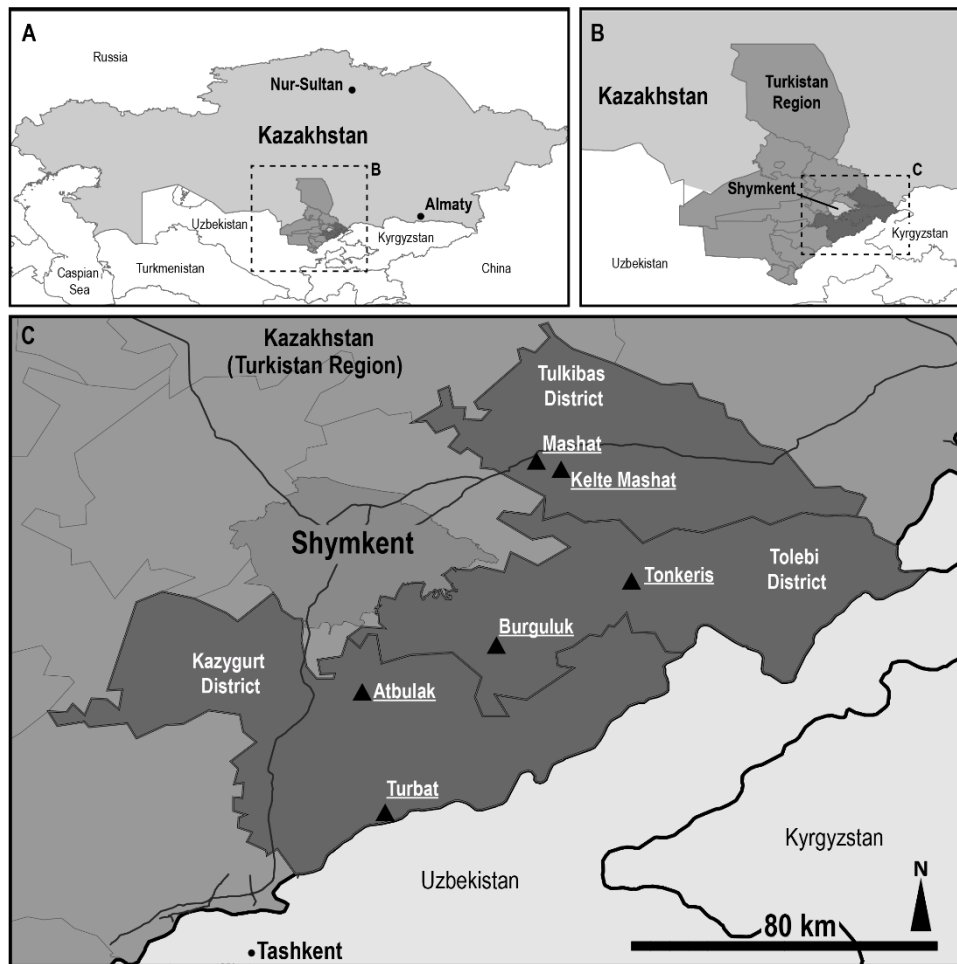 A
Russia
Nur-Sultan
Kazakhstan
B
Almaty
Uzbekistan
Kyrgyzstan
Caspian
Sea
Turkmenistan
China
B
Turkistan
Region
Kazakhstan
C
Shymkent
Kyrgyzstan
Uzbekistan
C
Kazakhstan
(Turkistan Region)
Tulkibas
District
Mashat
Kelte Mashat
Shymkent
Tolebi
District
Tonkeris
Burguluk
Kazygurt
District
Atbulak
Turbat
Kyrgyzstan
Uzbekistan
N
80 km
Tashkent